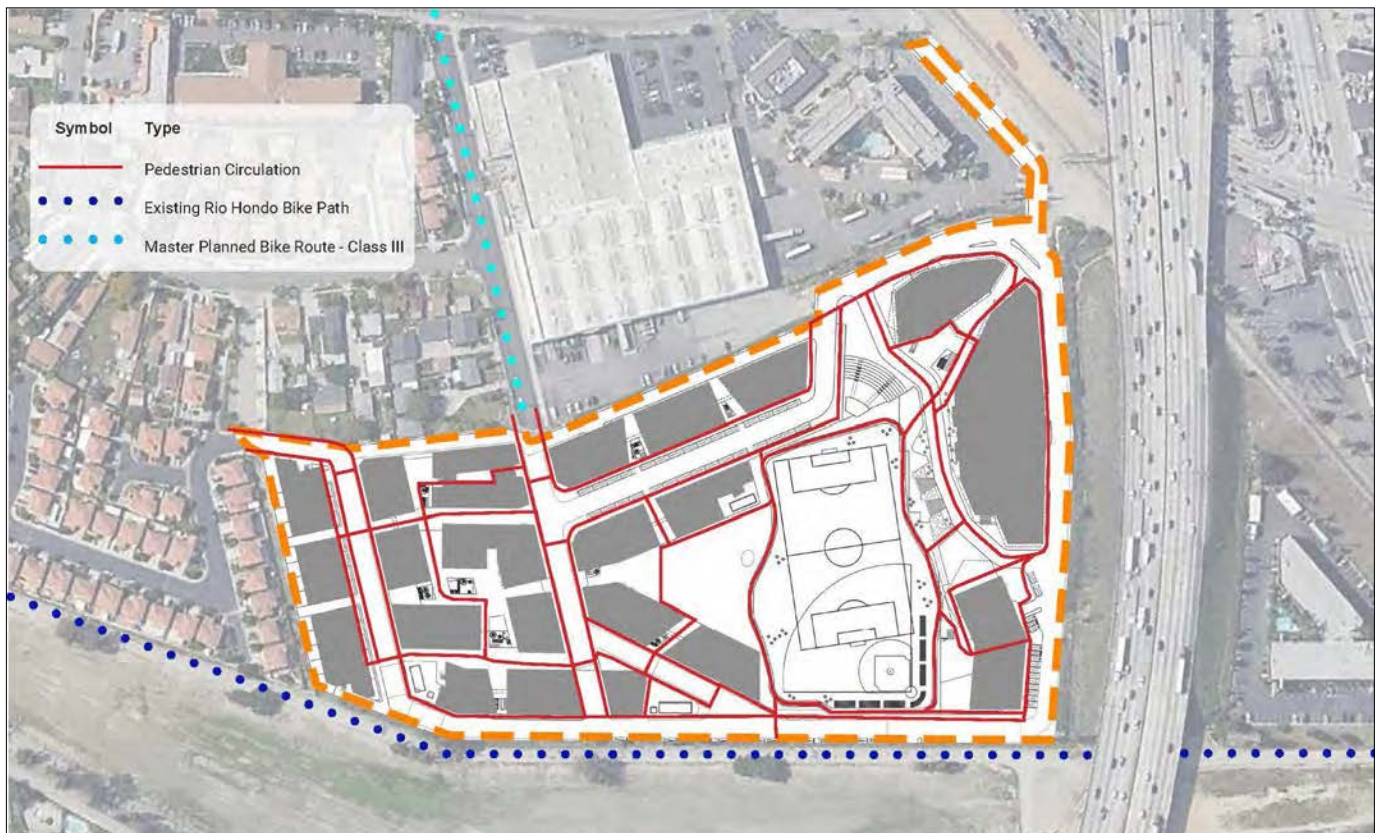 Symbol Type
Pedestrian Circulation
Existing Rio Hondo Bike Path
Master Planned Bike Route - Class III